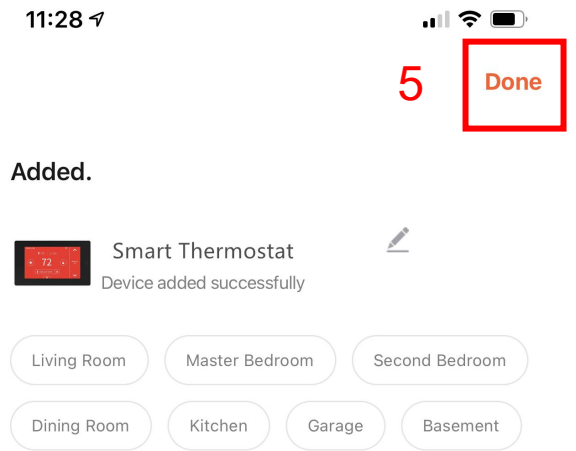 11:28
5 Done
Added.
72
Smart Thermostat
Device added successfully
Living Room Master Bedroom Second Bedroom
Dining Room Kitchen Garage Basement